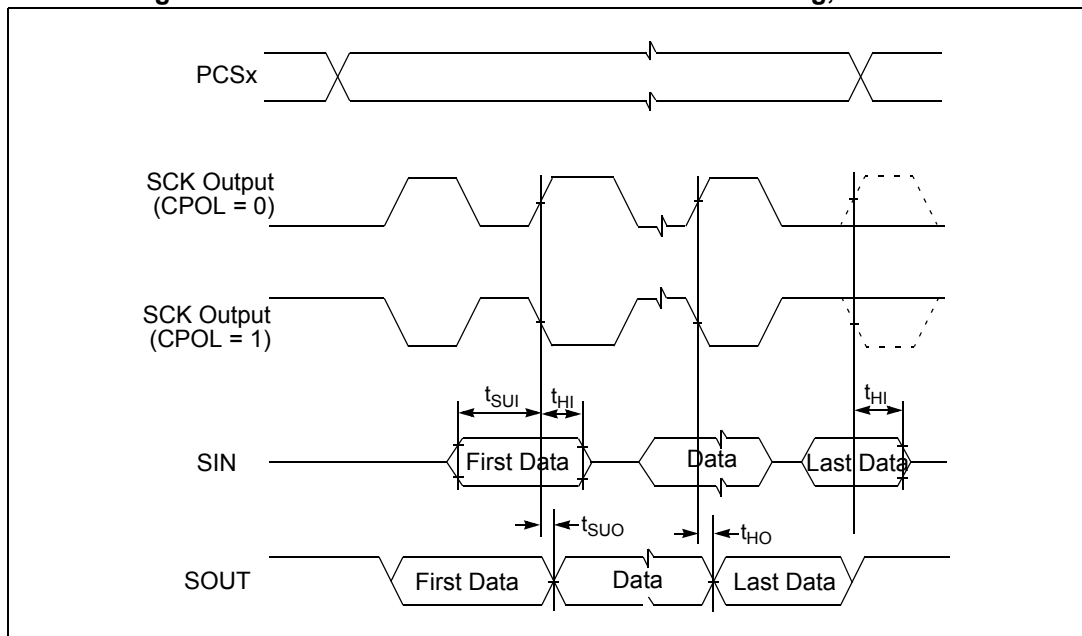 PCSx
SCK Output
(CPOL = 0)
SCK Output
(CPOL = 1)
tSUI
tHI
tHI
SIN
First Data
Data
Last Data
tSUO
tHO
SOUT
First Data
Data
Last Data